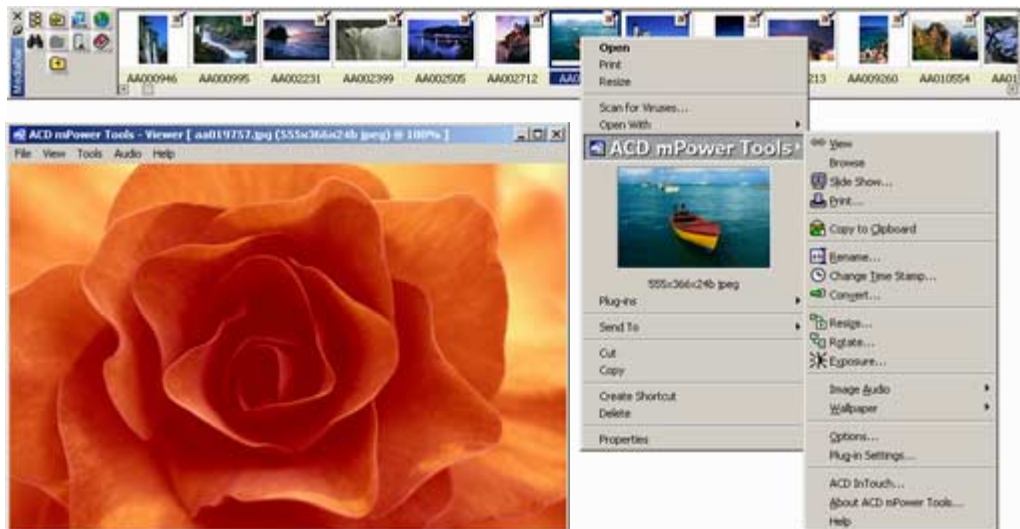 MediaBar
AA000946 AA000995 AA002231 AA002399 AA002505 AA002712 AA0 213 AA009260 AA010554 AA01
ACD mPower Tools - Viewer [ aa019757.jpg (555x366x24b jpeg) @ 100% ]
File View Tools Audio Help
Open
Print
Resize
Scan for Viruses...
Open With
ACD mPower Tools
555x366x24b jpeg
Plug-ins
Send To
Cut
Copy
Create Shortcut
Delete
Properties
View
Browse
Slide Show...
Print...
Copy to Clipboard
Rename...
Change Time Stamp...
Convert...
Resize...
Rotate...
Exposure...
Image Audio
Wallpaper
Options...
Plug-in Settings...
ACD InTouch...
About ACD mPower Tools...
Help